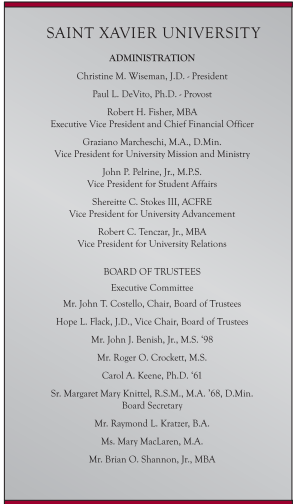 SAINT XAVIER UNIVERSITY
ADMINISTRATION
Christine M. Wiseman, J.D. - President
Paul L. DeVito, Ph.D. - Provost
Robert H. Fisher, MBA
Executive Vice President and Chief Financial Officer
Graziano Marcheschi, M.A., D.Min.
Vice President for University Mission and Ministry
John P. Pelrine, Jr., M.P.S.
Vice President for Student Affairs
Shereitte C. Stokes III, ACFRE
Vice President for University Advancement
Robert C. Tenczar, Jr., MBA
Vice President for University Relations
BOARD OF TRUSTEES
Executive Committee
Mr. John T. Costello, Chair, Board of Trustees
Hope L. Flack, J.D., Vice Chair, Board of Trustees
Mr. John J. Benish, Jr., M.S. ‘98
Mr. Roger O. Crockett, M.S.
Carol A. Keene, Ph.D. ‘61
Sr. Margaret Mary Knittel, R.S.M., M.A. ’68, D.Min.
Board Secretary
Mr. Raymond L. Kratzer, B.A.
Ms. Mary MacLaren, M.A.
Mr. Brian O. Shannon, Jr., MBA